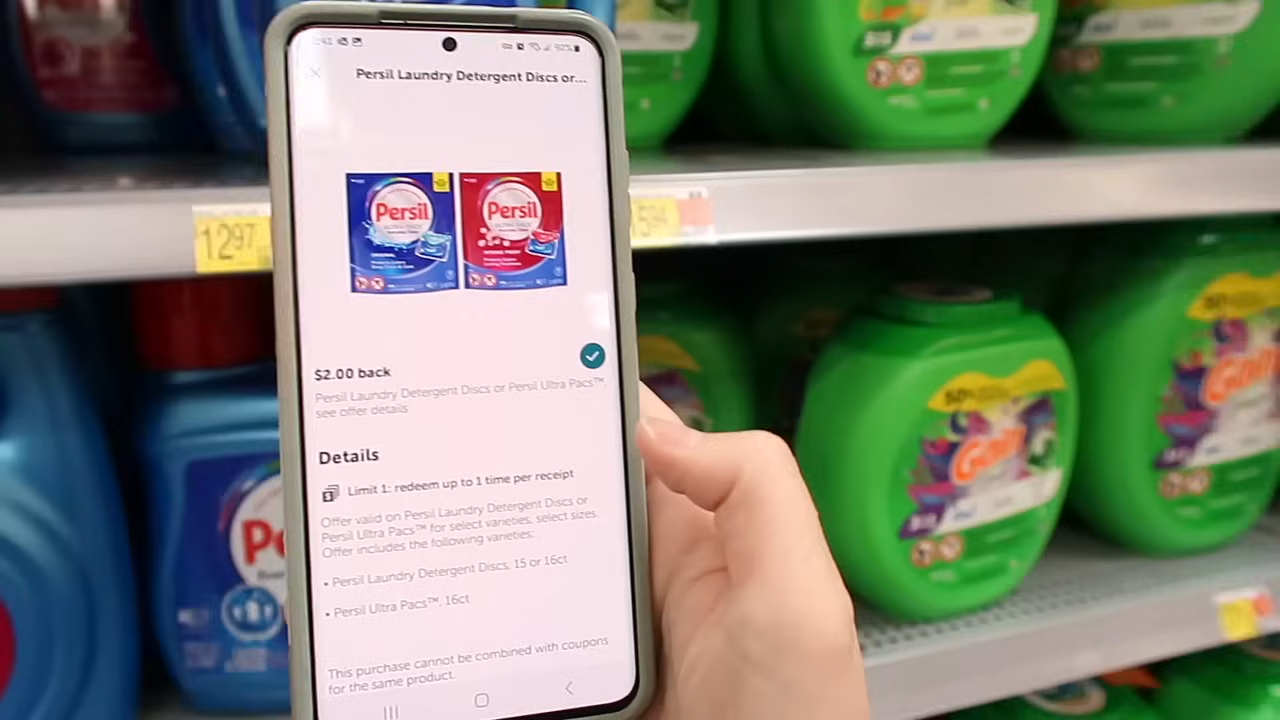 92%
Persil Laundry Detergent Discs or...
Persil
Persil
$2.00 back
Persil Laundry Detergent Discs or Persil Ultra Pacs™,
see offer details
Details
Limit 1: redeem up to 1 time per receipt
Offer valid on Persil Laundry Detergent Discs or
Persil Ultra Pacs™ for select varieties, select sizes.
Offer includes the following varieties:
• Persil Laundry Detergent Discs, 15 or 16ct
• Persil Ultra Pacs™, 16ct
This purchase cannot be combined with coupons
for the same product.
1297
594
Pe
Gain
Gain